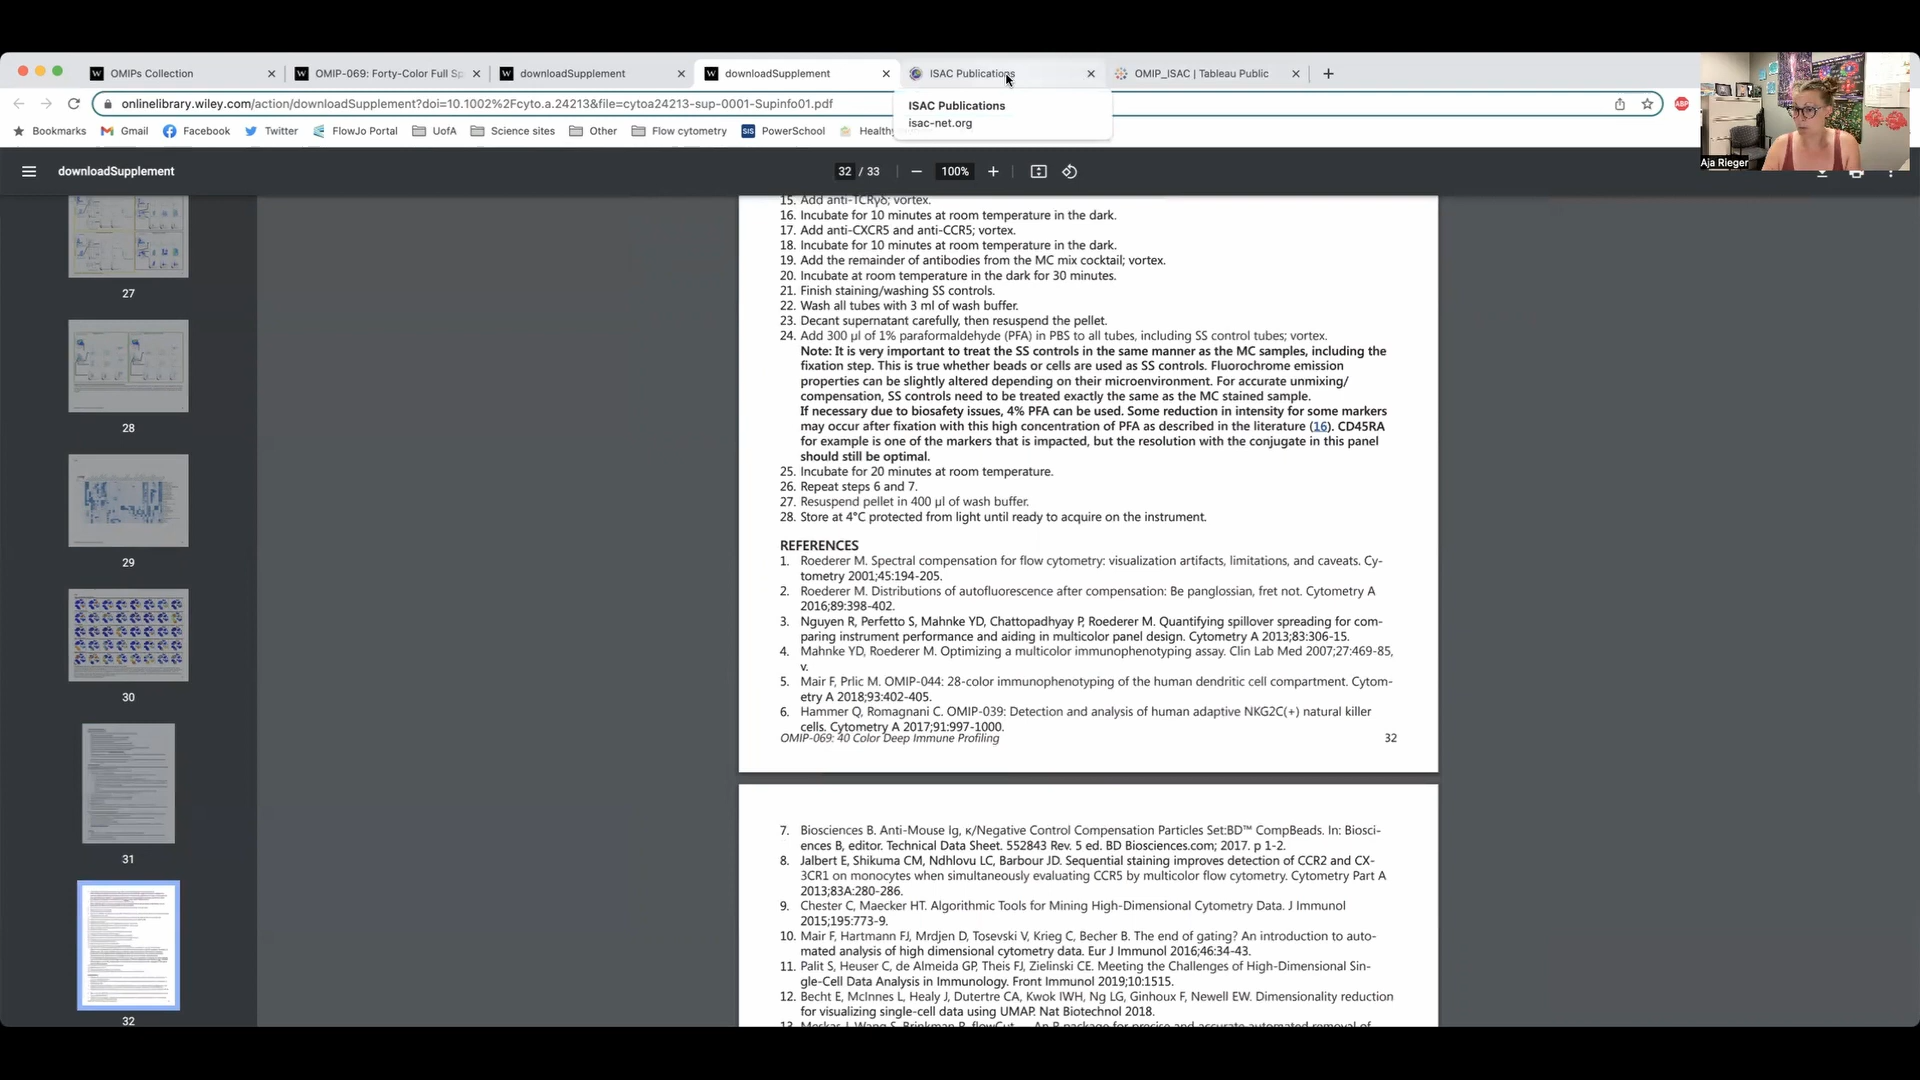 OMIPs Collection
OMIP-069: Forty-Color Full Sp
downloadSupplement
downloadSupplement
ISAC Publications
OMIP_ISAC | Tableau Public
onlinelibrary.wiley.com/action/downloadSupplement?doi=10.1002%2Fcyto.a.24213&file=cytoa24213-sup-0001-Supinfo01.pdf
ISAC Publications
isac-net.org
ABP
Bookmarks
Gmail
Facebook
Twitter
FlowJo Portal
UofA
Science sites
Other
Flow cytometry
SIS
PowerSchool
Healthy
Aja Rieger
downloadSupplement
32 / 33
100%
27
28
29
30
31
32
15. Add anti-TCRγδ; vortex.
16. Incubate for 10 minutes at room temperature in the dark.
17. Add anti-CXCR5 and anti-CCR5; vortex.
18. Incubate for 10 minutes at room temperature in the dark.
19. Add the remainder of antibodies from the MC mix cocktail; vortex.
20. Incubate at room temperature in the dark for 30 minutes.
21. Finish staining/washing SS controls.
22. Wash all tubes with 3 ml of wash buffer.
23. Decant supernatant carefully, then resuspend the pellet.
24. Add 300 µl of 1% paraformaldehyde (PFA) in PBS to all tubes, including SS control tubes; vortex.
Note: It is very important to treat the SS controls in the same manner as the MC samples, including the
fixation step. This is true whether beads or cells are used as SS controls. Fluorochrome emission
properties can be slightly altered depending on their microenvironment. For accurate unmixing/
compensation, SS controls need to be treated exactly the same as the MC stained sample.
If necessary due to biosafety issues, 4% PFA can be used. Some reduction in intensity for some markers
may occur after fixation with this high concentration of PFA as described in the literature (16). CD45RA
for example is one of the markers that is impacted, but the resolution with the conjugate in this panel
should still be optimal.
25. Incubate for 20 minutes at room temperature.
26. Repeat steps 6 and 7.
27. Resuspend pellet in 400 µl of wash buffer.
28. Store at 4°C protected from light until ready to acquire on the instrument.
REFERENCES
1. Roederer M. Spectral compensation for flow cytometry: visualization artifacts, limitations, and caveats. Cy-
tometry 2001;45:194-205.
2. Roederer M. Distributions of autofluorescence after compensation: Be panglossian, fret not. Cytometry A
2016;89:398-402.
3. Nguyen R, Perfetto S, Mahnke YD, Chattopadhyay P, Roederer M. Quantifying spillover spreading for com-
paring instrument performance and aiding in multicolor panel design. Cytometry A 2013;83:306-15.
4. Mahnke YD, Roederer M. Optimizing a multicolor immunophenotyping assay. Clin Lab Med 2007;27:469-85,
v.
5. Mair F, Prlic M. OMIP-044: 28-color immunophenotyping of the human dendritic cell compartment. Cytom-
etry A 2018;93:402-405.
6. Hammer Q, Romagnani C. OMIP-039: Detection and analysis of human adaptive NKG2C(+) natural killer
cells. Cytometry A 2017;91:997-1000.
OMIP-069: 40 Color Deep Immune Profiling
32
7. Biosciences B. Anti-Mouse Ig, κ/Negative Control Compensation Particles Set:BD™ CompBeads. In: Biosci-
ences B, editor. Technical Data Sheet. 552843 Rev. 5 ed. BD Biosciences.com; 2017. p 1-2.
8. Jalbert E, Shikuma CM, Ndhlovu LC, Barbour JD. Sequential staining improves detection of CCR2 and CX-
3CR1 on monocytes when simultaneously evaluating CCR5 by multicolor flow cytometry. Cytometry Part A
2013;83A:280-286.
9. Chester C, Maecker HT. Algorithmic Tools for Mining High-Dimensional Cytometry Data. J Immunol
2015;195:773-9.
10. Mair F, Hartmann FJ, Mrdjen D, Tosevski V, Krieg C, Becher B. The end of gating? An introduction to auto-
mated analysis of high dimensional cytometry data. Eur J Immunol 2016;46:34-43.
11. Palit S, Heuser C, de Almeida GP, Theis FJ, Zielinski CE. Meeting the Challenges of High-Dimensional Sin-
gle-Cell Data Analysis in Immunology. Front Immunol 2019;10:1515.
12. Becht E, McInnes L, Healy J, Dutertre CA, Kwok IWH, Ng LG, Ginhoux F, Newell EW. Dimensionality reduction
for visualizing single-cell data using UMAP. Nat Biotechnol 2018.